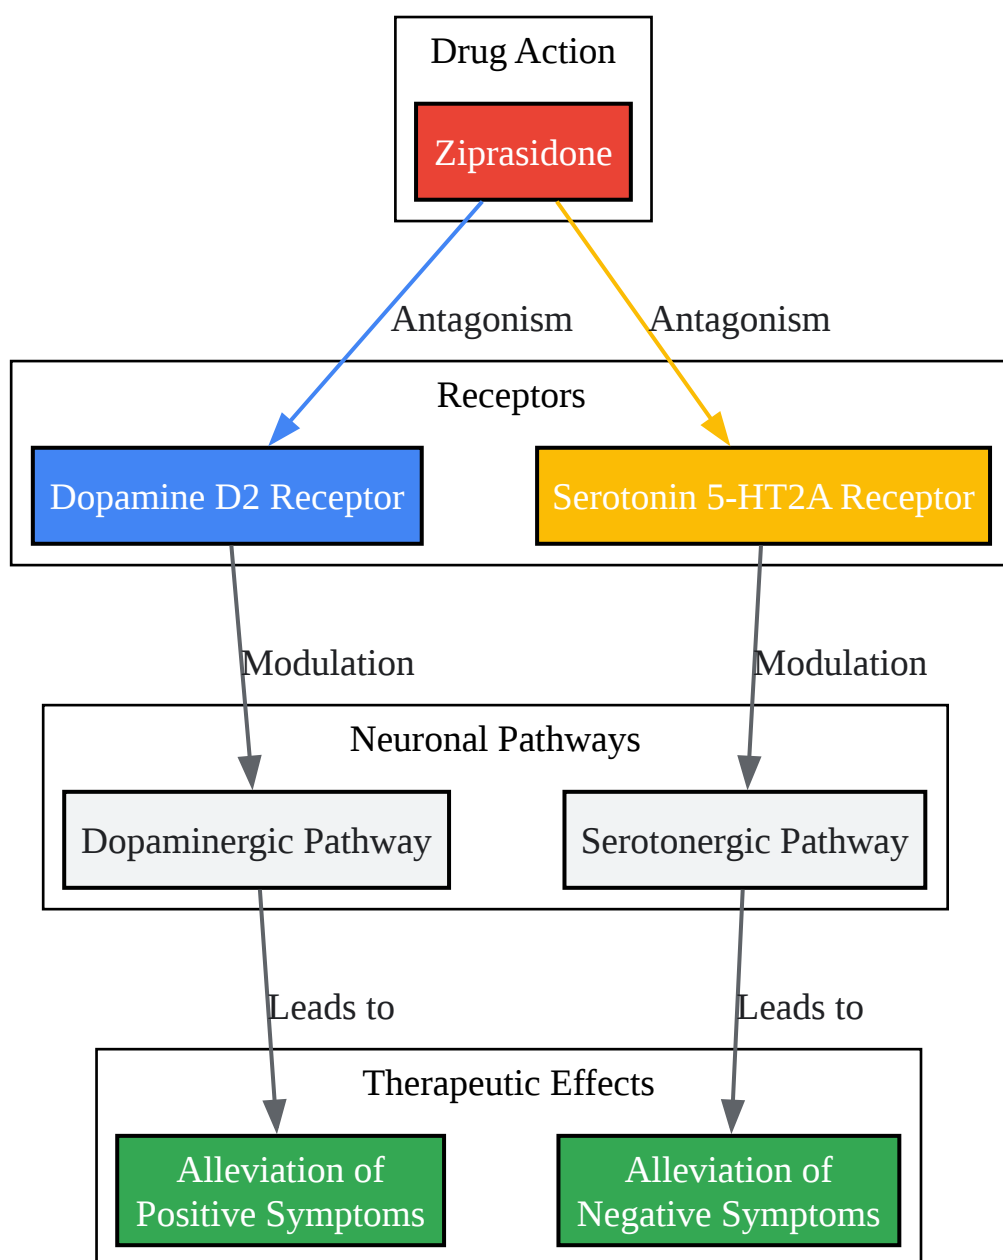 Drug Action
Ziprasidone
Antagonism
Antagonism
Receptors
Dopamine D2 Receptor
Serotonin 5-HT2A Receptor
Modulation
Modulation
Neuronal Pathways
Dopaminergic Pathway
Serotonergic Pathway
Leads to
Leads to
Therapeutic Effects
Alleviation of
Positive Symptoms
Alleviation of
Negative Symptoms